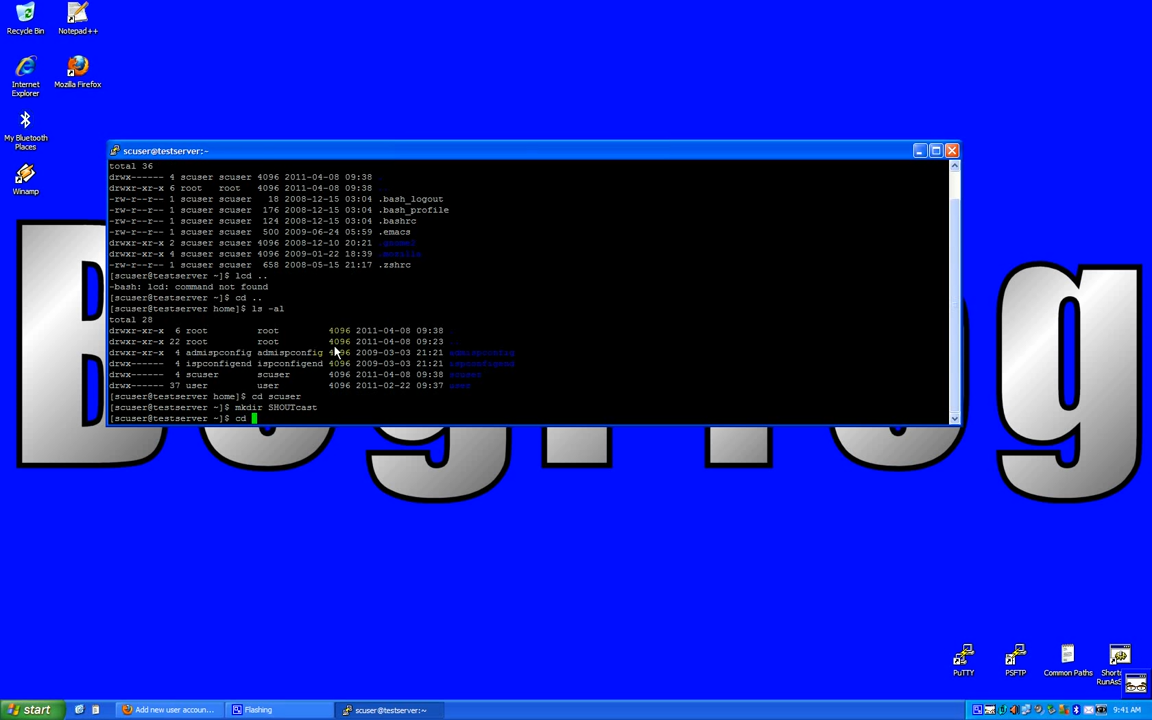 Recycle Bin
Notepad++
Internet
Explorer
Mozilla Firefox
My Bluetooth
Places
Winamp
scuser@testserver:~
total 36
drwx------ 4 scuser scuser 4096 2011-04-08 09:38 .
drwxr-xr-x 6 root root 4096 2011-04-08 09:38 ..
-rw-r--r-- 1 scuser scuser 18 2008-12-15 03:04 .bash_logout
-rw-r--r-- 1 scuser scuser 176 2008-12-15 03:04 .bash_profile
-rw-r--r-- 1 scuser scuser 124 2008-12-15 03:04 .bashrc
-rw-r--r-- 1 scuser scuser 500 2009-06-24 05:59 .emacs
drwxr-xr-x 2 scuser scuser 4096 2008-12-10 20:21 .gnome2
drwxr-xr-x 4 scuser scuser 4096 2009-01-22 18:39 .mozilla
-rw-r--r-- 1 scuser scuser 658 2008-05-15 21:17 .zshrc
[scuser@testserver ~]$ lcd ..
-bash: lcd: command not found
[scuser@testserver ~]$ cd ..
[scuser@testserver home]$ ls -al
total 28
drwxr-xr-x 6 root root 4096 2011-04-08 09:38 .
drwxr-xr-x 22 root root 4096 2011-04-08 09:23 ..
drwxr-xr-x 4 admispconfig admispconfig 4096 2009-03-03 21:21 admispconfig
drwxr-x--- 4 ispconfigend ispconfigend 4096 2009-03-03 21:21 ispconfigend
drwx------ 4 scuser scuser 4096 2011-04-08 09:38 scuser
drwx------ 37 user user 4096 2011-02-22 09:37 user
[scuser@testserver home]$ cd scuser
[scuser@testserver ~]$ mkdir SHOUTcast
[scuser@testserver ~]$ cd
PuTTY
PSFTP
Common Paths
start
Add new user accoun...
Flashing
scuser@testserver:~
9:41 AM